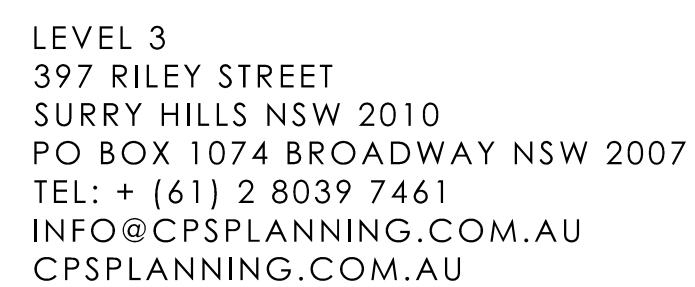 LEVEL 3
397 RILEY STREET
SURRY HILLS NSW 2010
PO BOX 1074 BROADWAY NSW 2007
TEL: + (61) 2 8039 7461
INFO@CPSPLANNING.COM.AU
CPSPLANNING.COM.AU